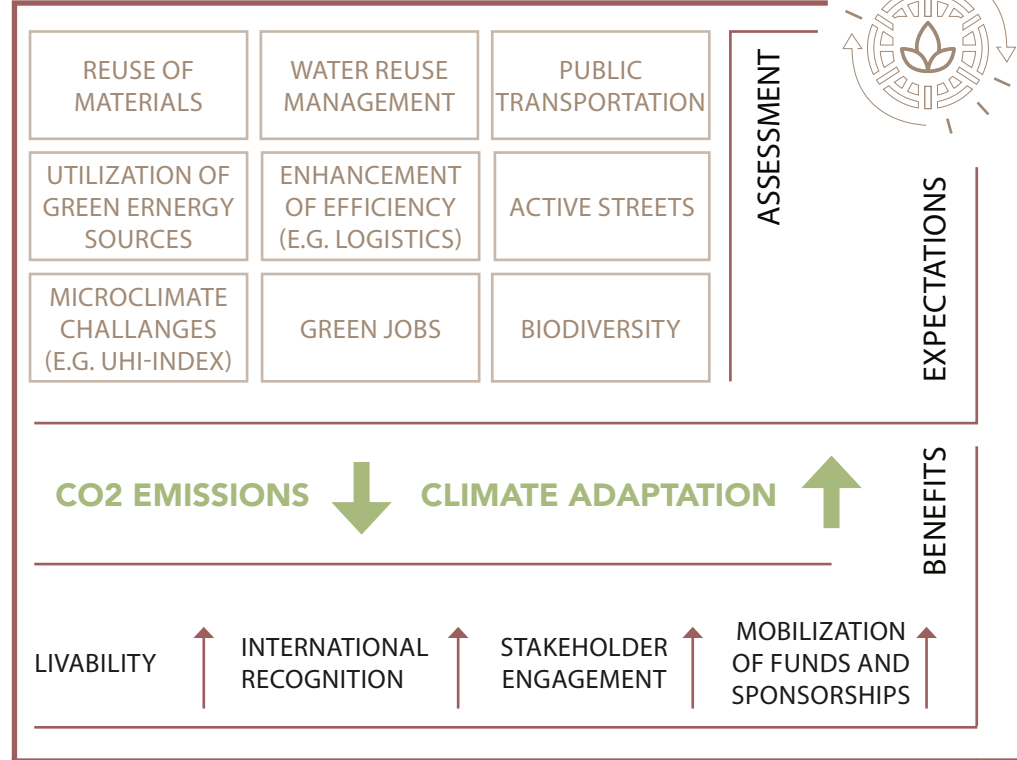 REUSE OF
MATERIALS
WATER REUSE
MANAGEMENT
PUBLIC
TRANSPORTATION
UTILIZATION OF
GREEN ERNERGY
SOURCES
ENHANCEMENT
OF EFFICIENCY
(E.G. LOGISTICS)
ACTIVE STREETS
MICROCLIMATE
CHALLANGES
(E.G. UHI-INDEX)
GREEN JOBS
BIODIVERSITY
ASSESSMENT
EXPECTATIONS
CO2 EMISSIONS
CLIMATE ADAPTATION
BENEFITS
LIVABILITY
INTERNATIONAL
RECOGNITION
STAKEHOLDER
ENGAGEMENT
MOBILIZATION
OF FUNDS AND
SPONSORSHIPS